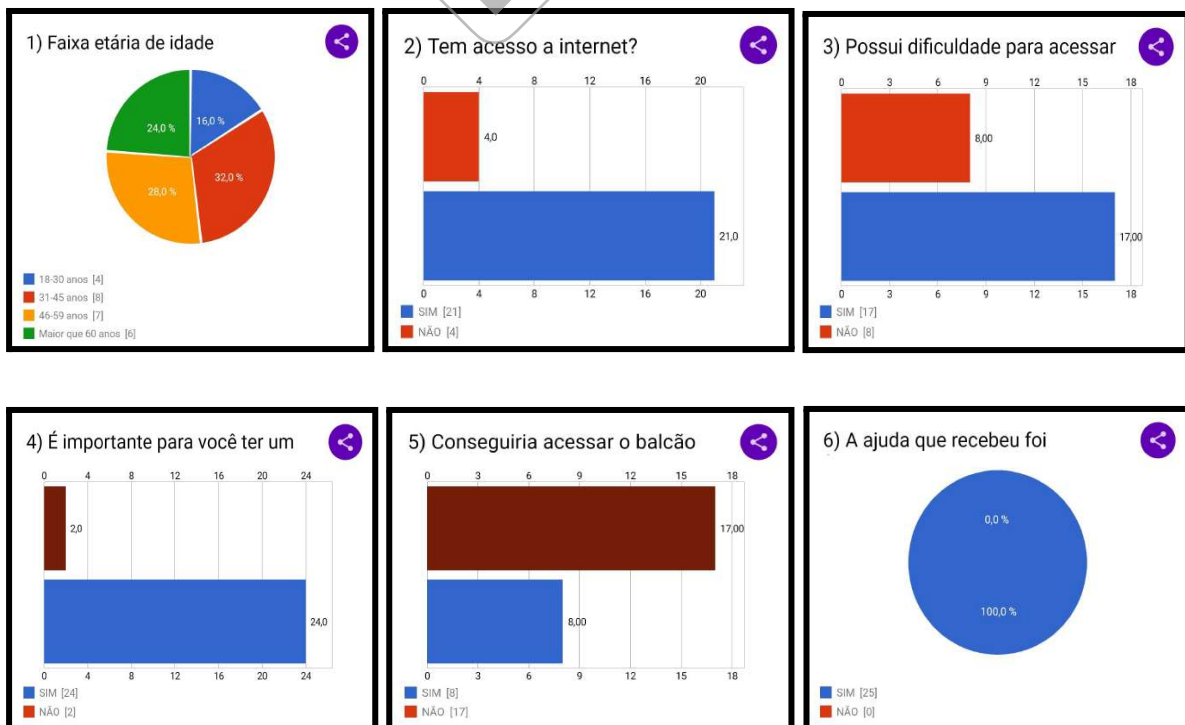 1) Faixa etária de idade
24,0 %
16,0 %
32,0 %
28,0 %
18-30 anos [4]
31-45 anos [8]
46-59 anos [7]
Maior que 60 anos [6]
2) Tem acesso a internet?
0 4 8 12 16 20
4,0
21,0
0 4 8 12 16 20
SIM [21]
NÃO [4]
3) Possui dificuldade para acessar
0 3 6 9 12 15 18
8,00
17,00
0 3 6 9 12 15 18
SIM [17]
NÃO [8]
4) É importante para você ter um
0 4 8 12 16 20 24
2,0
24,0
0 4 8 12 16 20 24
SIM [24]
NÃO [2]
5) Conseguiria acessar o balcão
0 3 6 9 12 15 18
17,00
8,00
0 3 6 9 12 15 18
SIM [8]
NÃO [17]
6) A ajuda que recebeu foi
0,0 %
100,0 %
SIM [25]
NÃO [0]